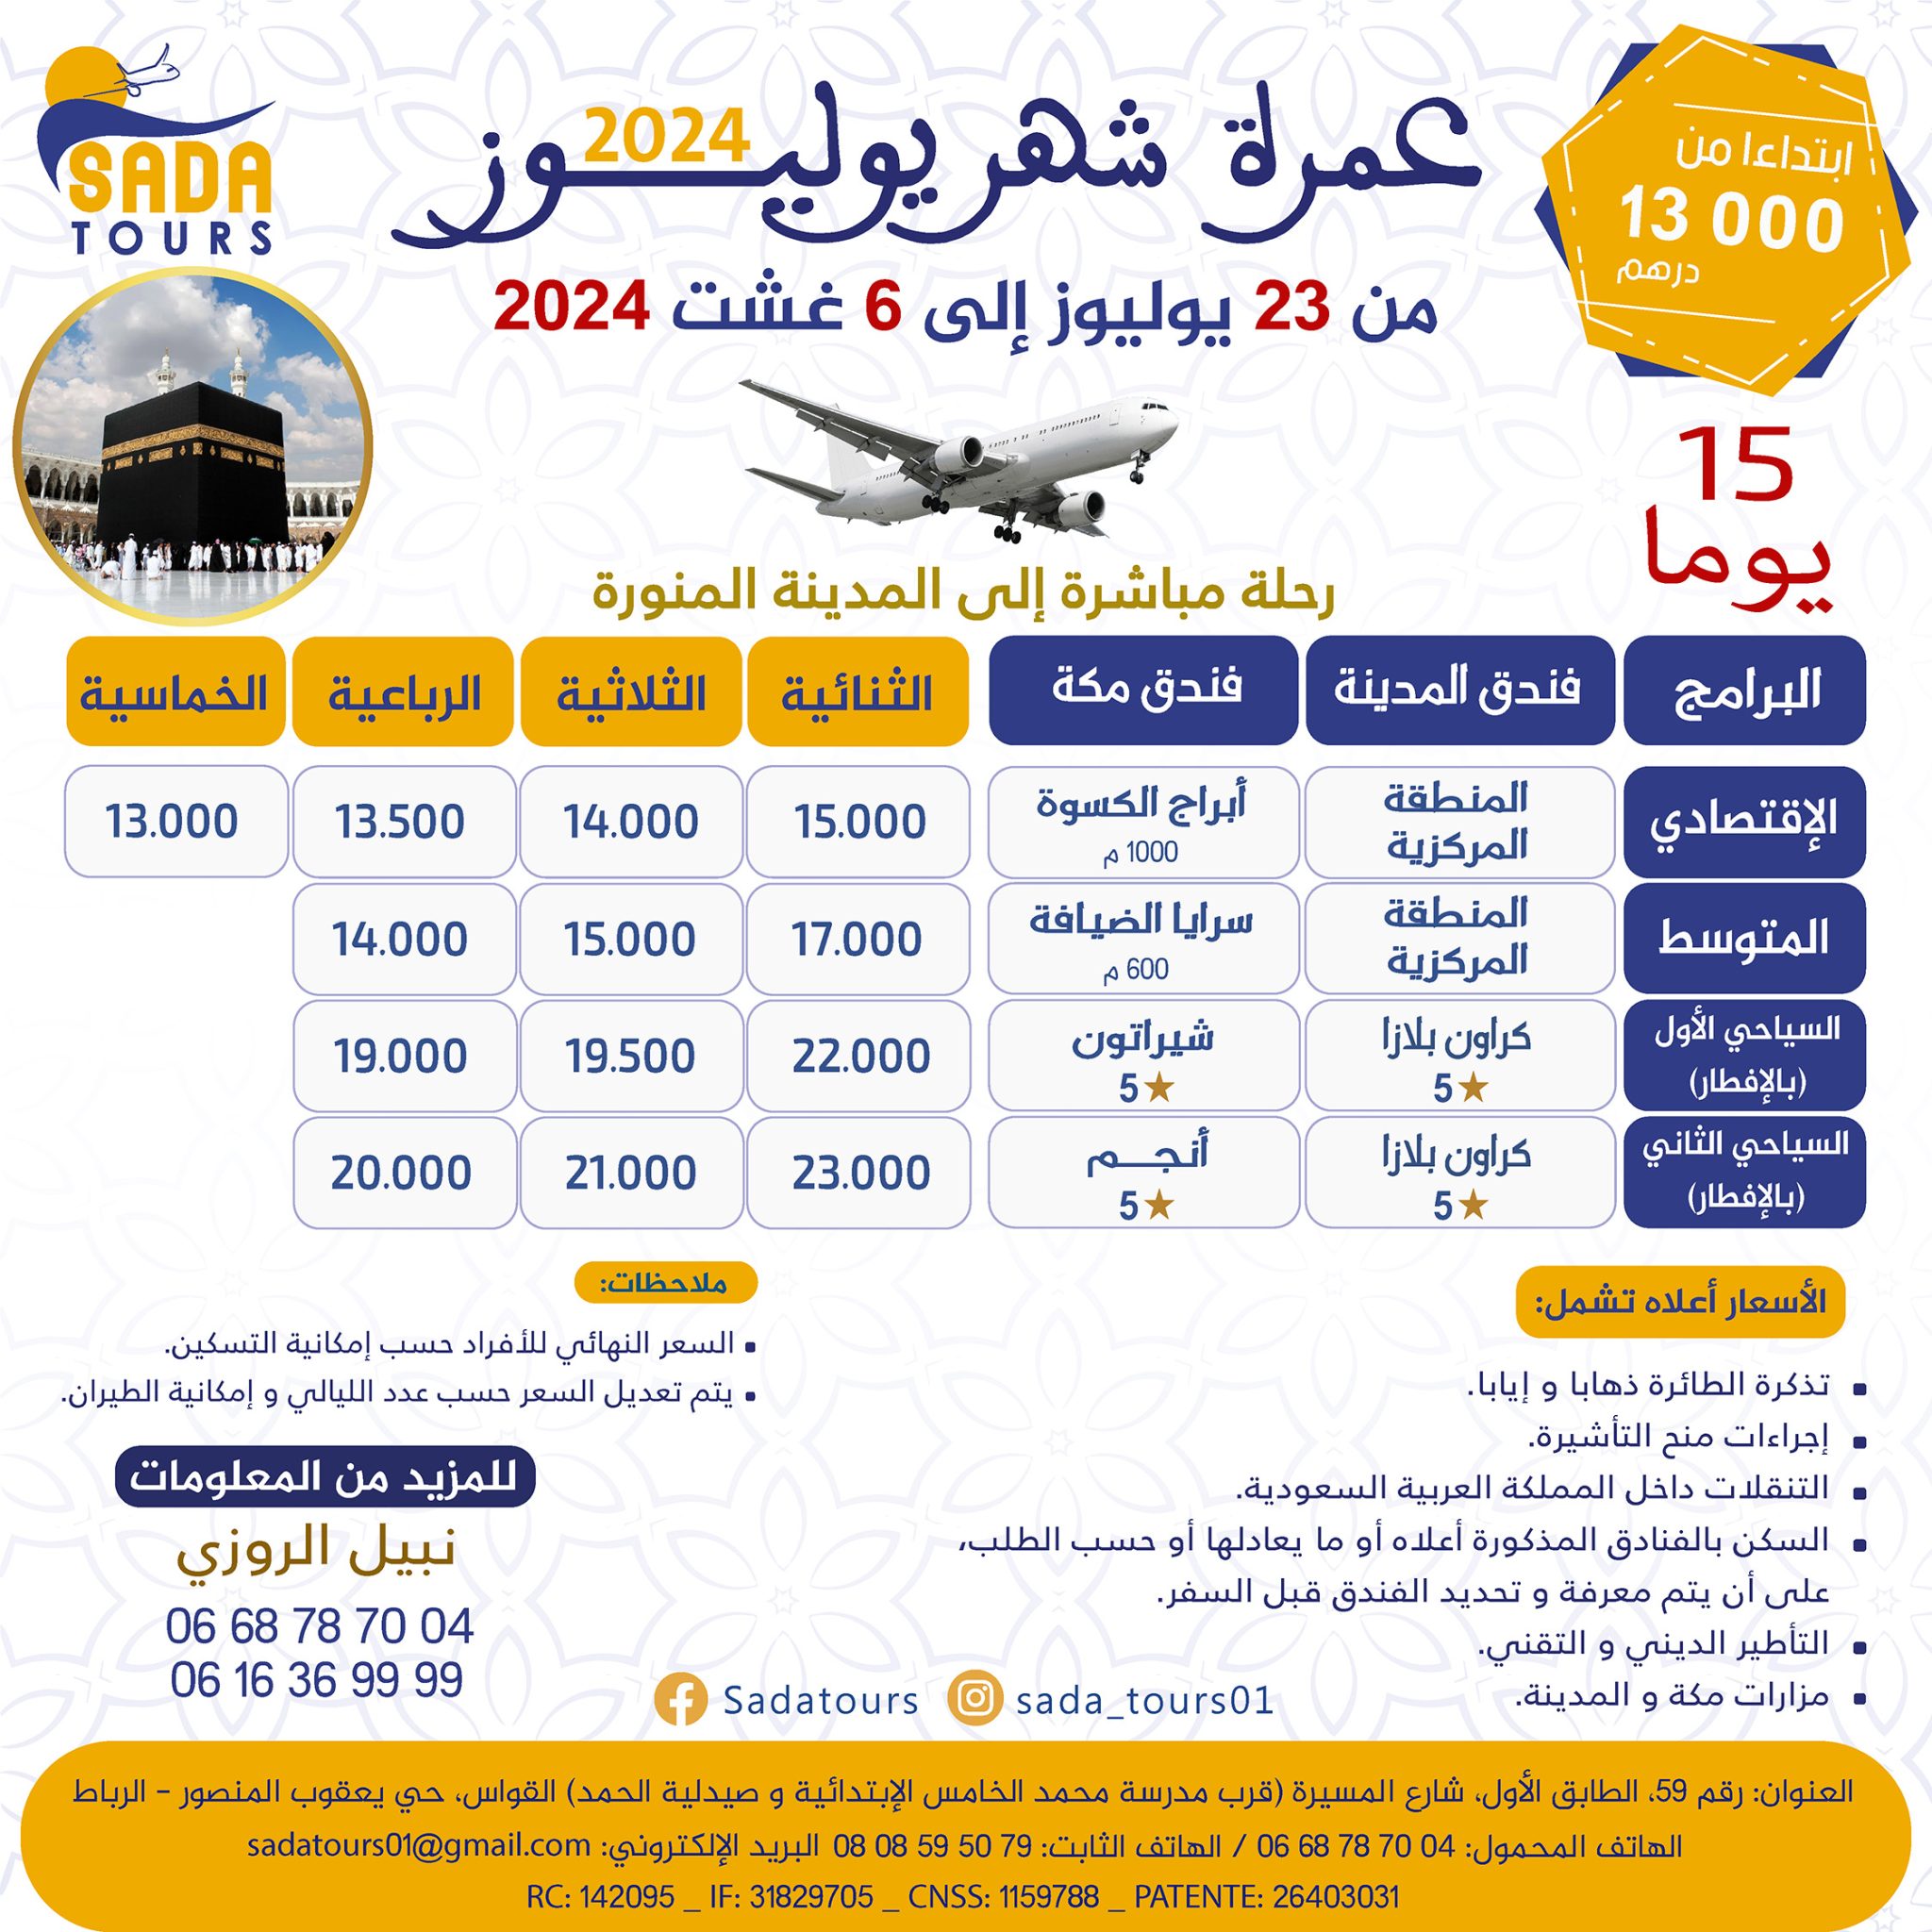 SADA
TOURS
عمرة شهر يوليوز 2024
ابتداءا من
13 000
درهم
من 23 يوليوز إلى 6 غشت 2024
15
يوما
رحلة مباشرة إلى المدينة المنورة
البرامج فندق المدينة فندق مكة الثنائية الثلاثية الرباعية الخماسية
الإقتصادي
المنطقة
المركزية
أبراج الكسوة
1000 م
15.000 14.000 13.500 13.000
المتوسط
المنطقة
المركزية
سرايا الضيافة
600 م
17.000 15.000 14.000
السياحي الأول
(بالإفطار)
كراون بلازا
5★
شيراتون
5★
22.000 19.500 19.000
السياحي الثاني
(بالإفطار)
كراون بلازا
5★
أنجم
5★
23.000 21.000 20.000
الأسعار أعلاه تشمل:
▪ تذكرة الطائرة ذهابا و إيابا.
▪ إجراءات منح التأشيرة.
▪ التنقلات داخل المملكة العربية السعودية.
▪ السكن بالفنادق المذكورة أعلاه أو ما يعادلها أو حسب الطلب،
على أن يتم معرفة و تحديد الفندق قبل السفر.
▪ التأطير الديني و التقني.
▪ مزارات مكة و المدينة.
ملاحظات:
▪ السعر النهائي للأفراد حسب إمكانية التسكين.
▪ يتم تعديل السعر حسب عدد الليالي و إمكانية الطيران.
للمزيد من المعلومات
نبيل الروزي
06 68 78 70 04
06 16 36 99 99
Sadatours sada_tours01
العنوان: رقم 59، الطابق الأول، شارع المسيرة (قرب مدرسة محمد الخامس الإبتدائية و صيدلية الحمد) القواس، حي يعقوب المنصور – الرباط
الهاتف المحمول: 06 68 78 70 04 / الهاتف الثابت: 08 08 59 50 79 البريد الإلكتروني: sadatours01@gmail.com
RC: 142095 _ IF: 31829705 _ CNSS: 1159788 _ PATENTE: 26403031